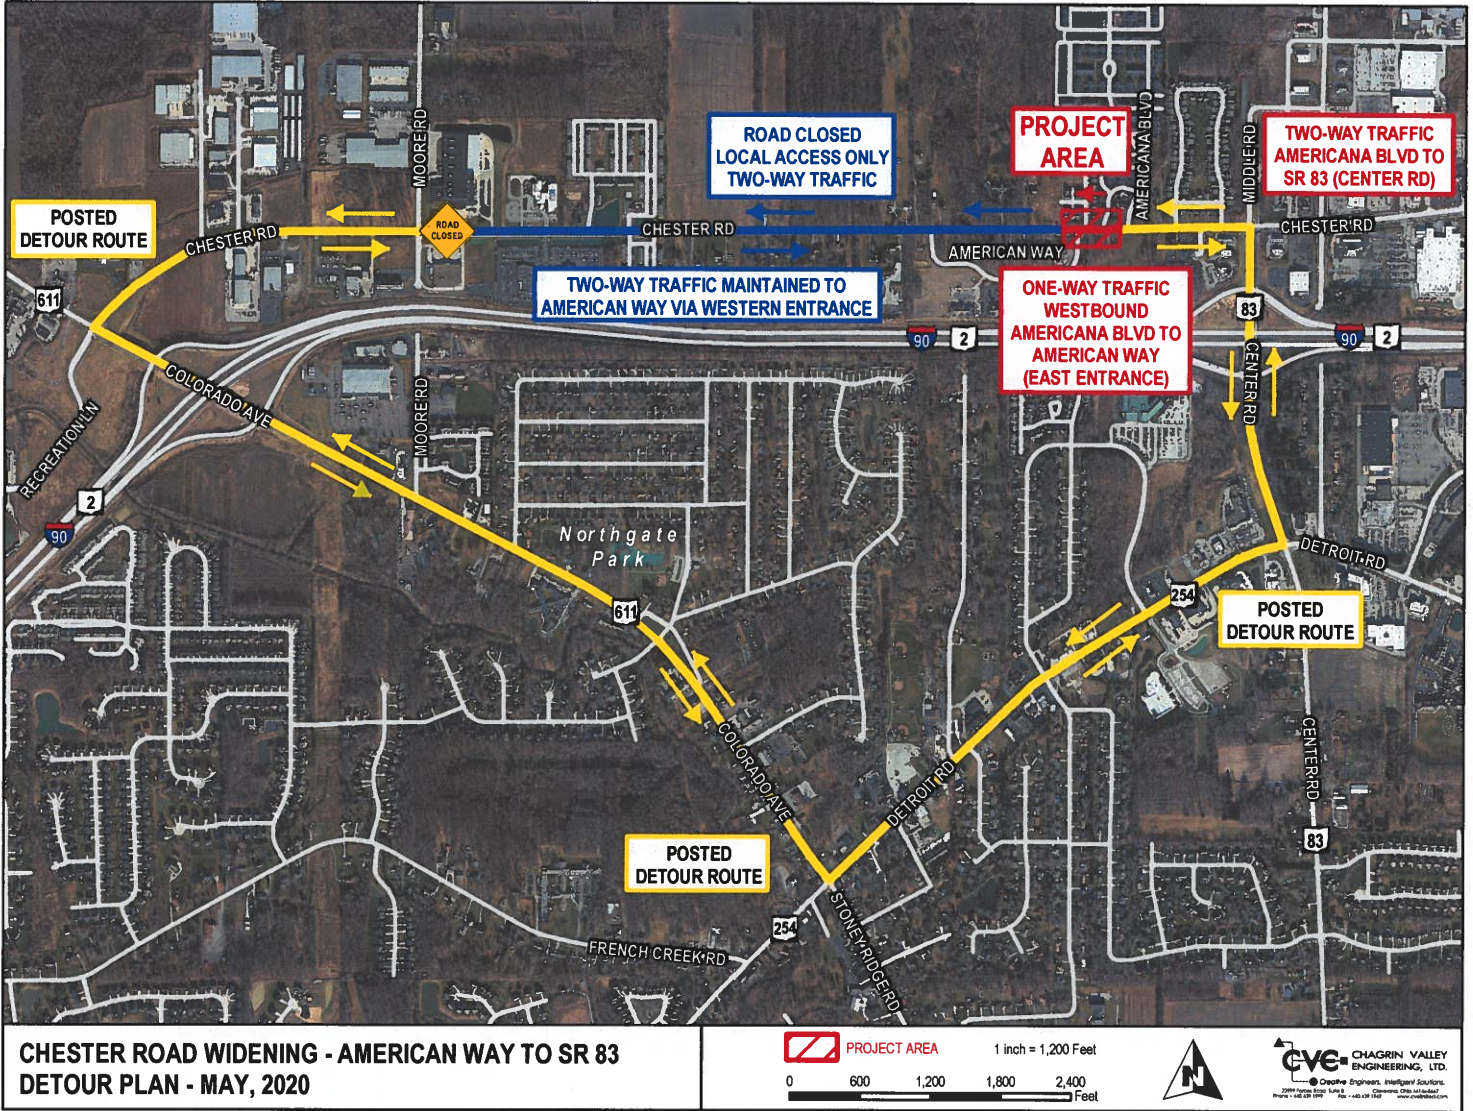 MOORE RD
ROAD CLOSED
LOCAL ACCESS ONLY
TWO-WAY TRAFFIC
PROJECT
AREA
AMERICANA BLVD
MIDDLE RD
TWO-WAY TRAFFIC
AMERICANA BLVD TO
SR 83 (CENTER RD)
POSTED
DETOUR ROUTE
CHESTER RD
ROAD
CLOSED
CHESTER RD
CHESTER RD
AMERICAN WAY
TWO-WAY TRAFFIC MAINTAINED TO
AMERICAN WAY VIA WESTERN ENTRANCE
ONE-WAY TRAFFIC
WESTBOUND
AMERICANA BLVD TO
AMERICAN WAY
(EAST ENTRANCE)
611
83
90
2
90
2
COLORADO AVE
MOORE RD
CENTER RD
RECREATION LN
2
90
Northgate
Park
DETROIT RD
611
254
POSTED
DETOUR ROUTE
COLORADO AVE
DETROIT RD
CENTER RD
83
POSTED
DETOUR ROUTE
254
STONEY RIDGE RD
FRENCH CREEK RD
CHESTER ROAD WIDENING - AMERICAN WAY TO SR 83
DETOUR PLAN - MAY, 2020
PROJECT AREA
1 inch = 1,200 Feet
0 600 1,200 1,800 2,400
Feet
N
CVE
CHAGRIN VALLEY
ENGINEERING, LTD.
Creative Engineers. Intelligent Solutions.